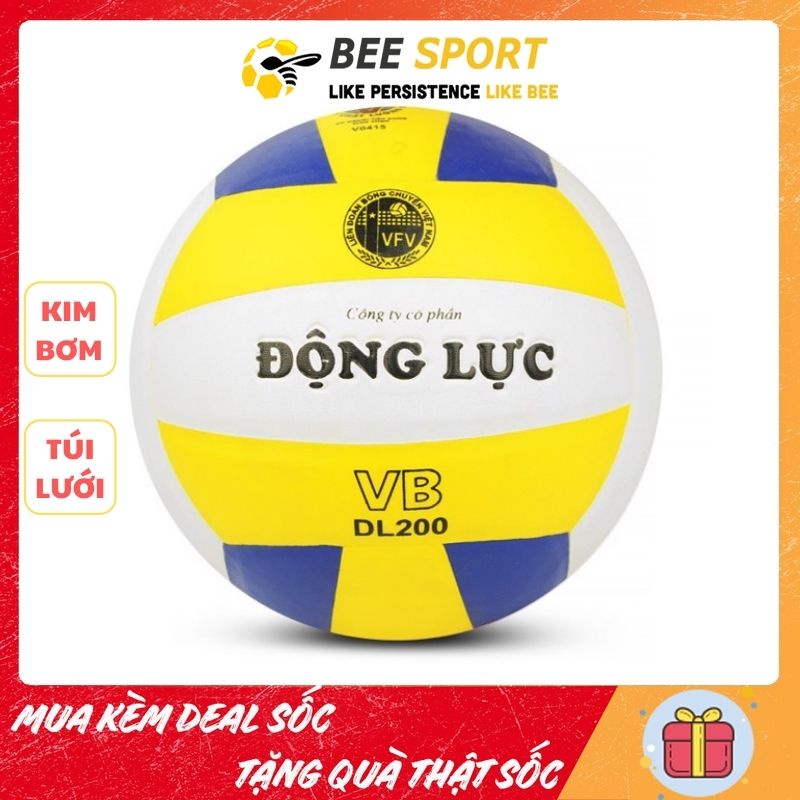 BEE SPORT
LIKE PERSISTENCE LIKE BEE
V0415
LIÊN ĐOÀN BÓNG CHUYỀN VIỆT NAM
VFV
Công ty cổ phần
ĐỘNG LỰC
VB
DL200
KIM
BƠM
TÚI
LƯỚI
MUA KÈM DEAL SỐC
TẶNG QUÀ THẬT SỐC